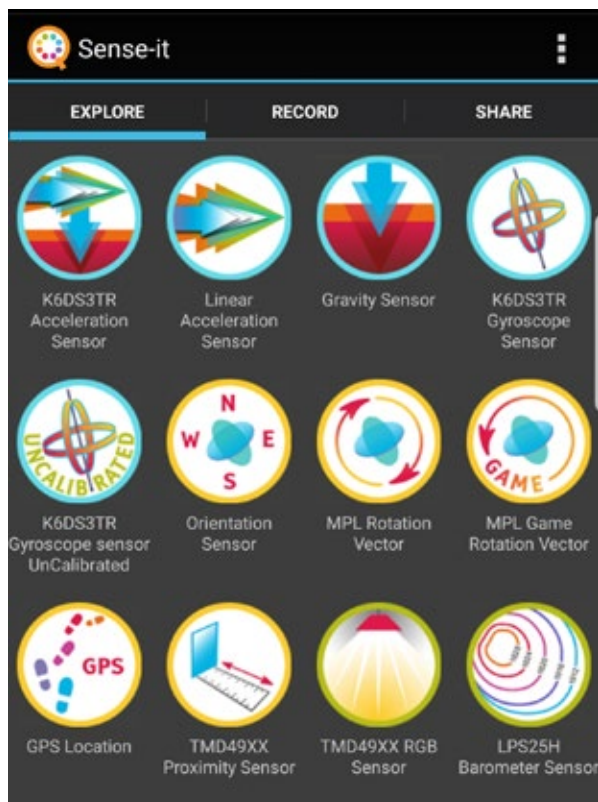 Sense-it
EXPLORE RECORD SHARE
K6DS3TR
Acceleration
Sensor
Linear
Acceleration
Sensor
Gravity Sensor
K6DS3TR
Gyroscope
Sensor
UNCALIBRATED
K6DS3TR
Gyroscope sensor
UnCalibrated
N
W E
S
Orientation
Sensor
MPL Rotation
Vector
GAME
MPL Game
Rotation Vector
GPS
GPS Location
TMD49XX
Proximity Sensor
TMD49XX RGB
Sensor
LPS25H
Barometer Sensor